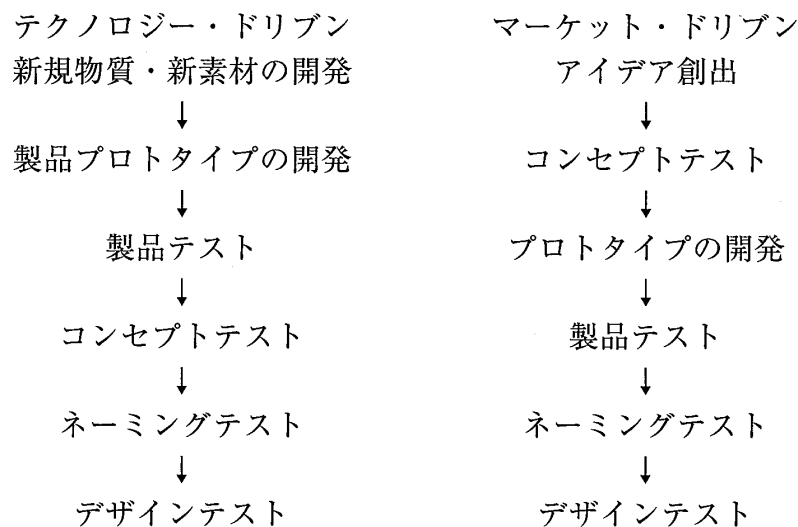 テクノロジー・ドリブン
新規物質・新素材の開発
↓
製品プロトタイプの開発
↓
製品テスト
↓
コンセプトテスト
↓
ネーミングテスト
↓
デザインテスト
マーケット・ドリブン
アイデア創出
↓
コンセプトテスト
↓
プロトタイプの開発
↓
製品テスト
↓
ネーミングテスト
↓
デザインテスト